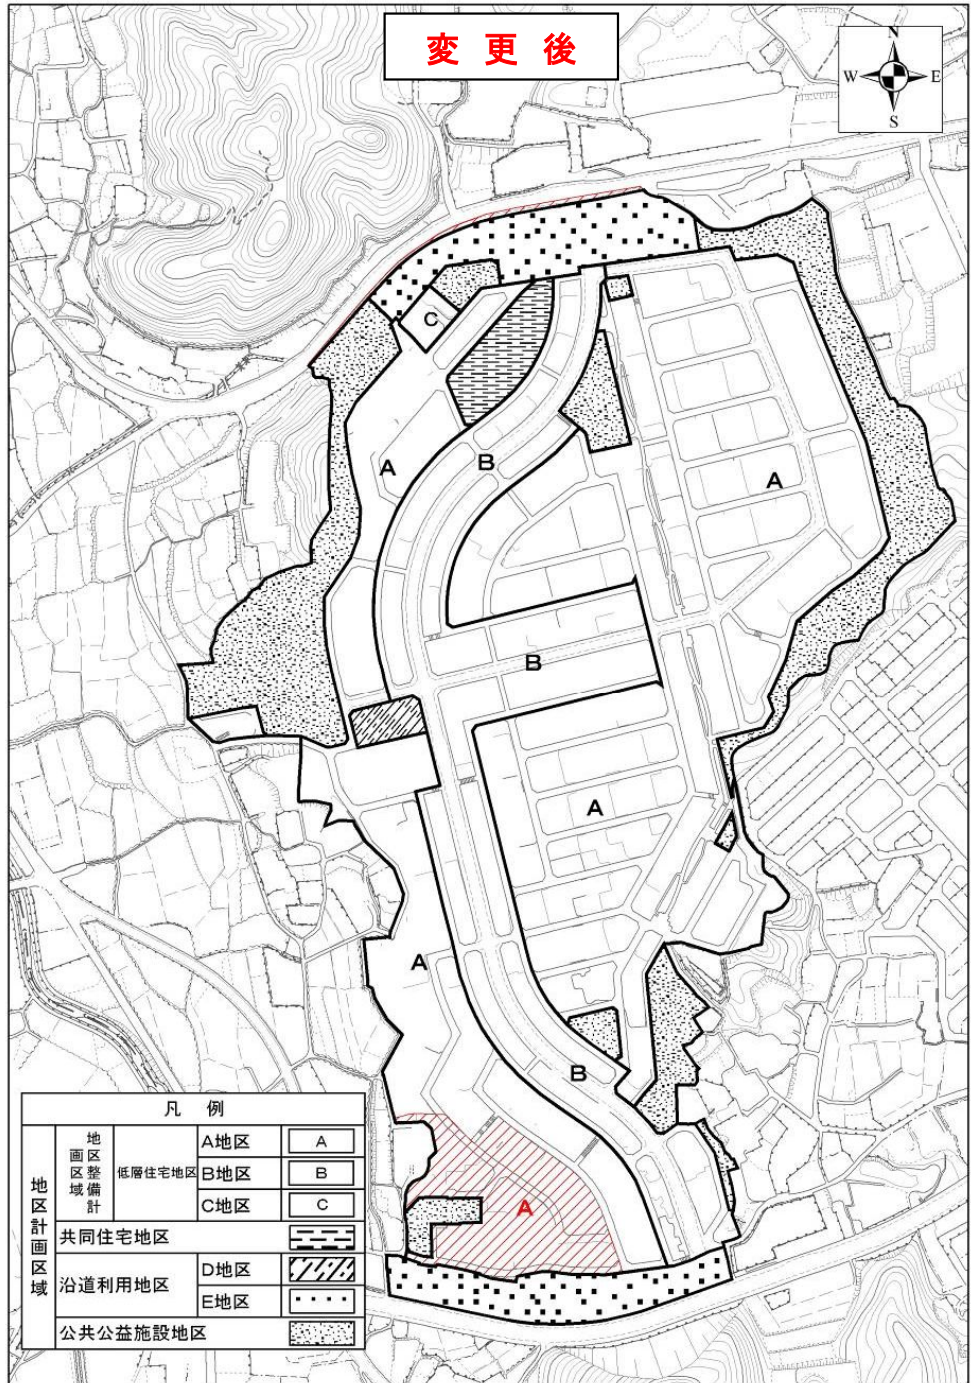 変更後
N
W E
S
C
A
B
A
B
A
A
B
A
凡例
地区計画区域
地区整備計画区域
低層住宅地区
A地区 A
B地区 B
C地区 C
共同住宅地区
沿道利用地区
D地区
E地区
公共公益施設地区